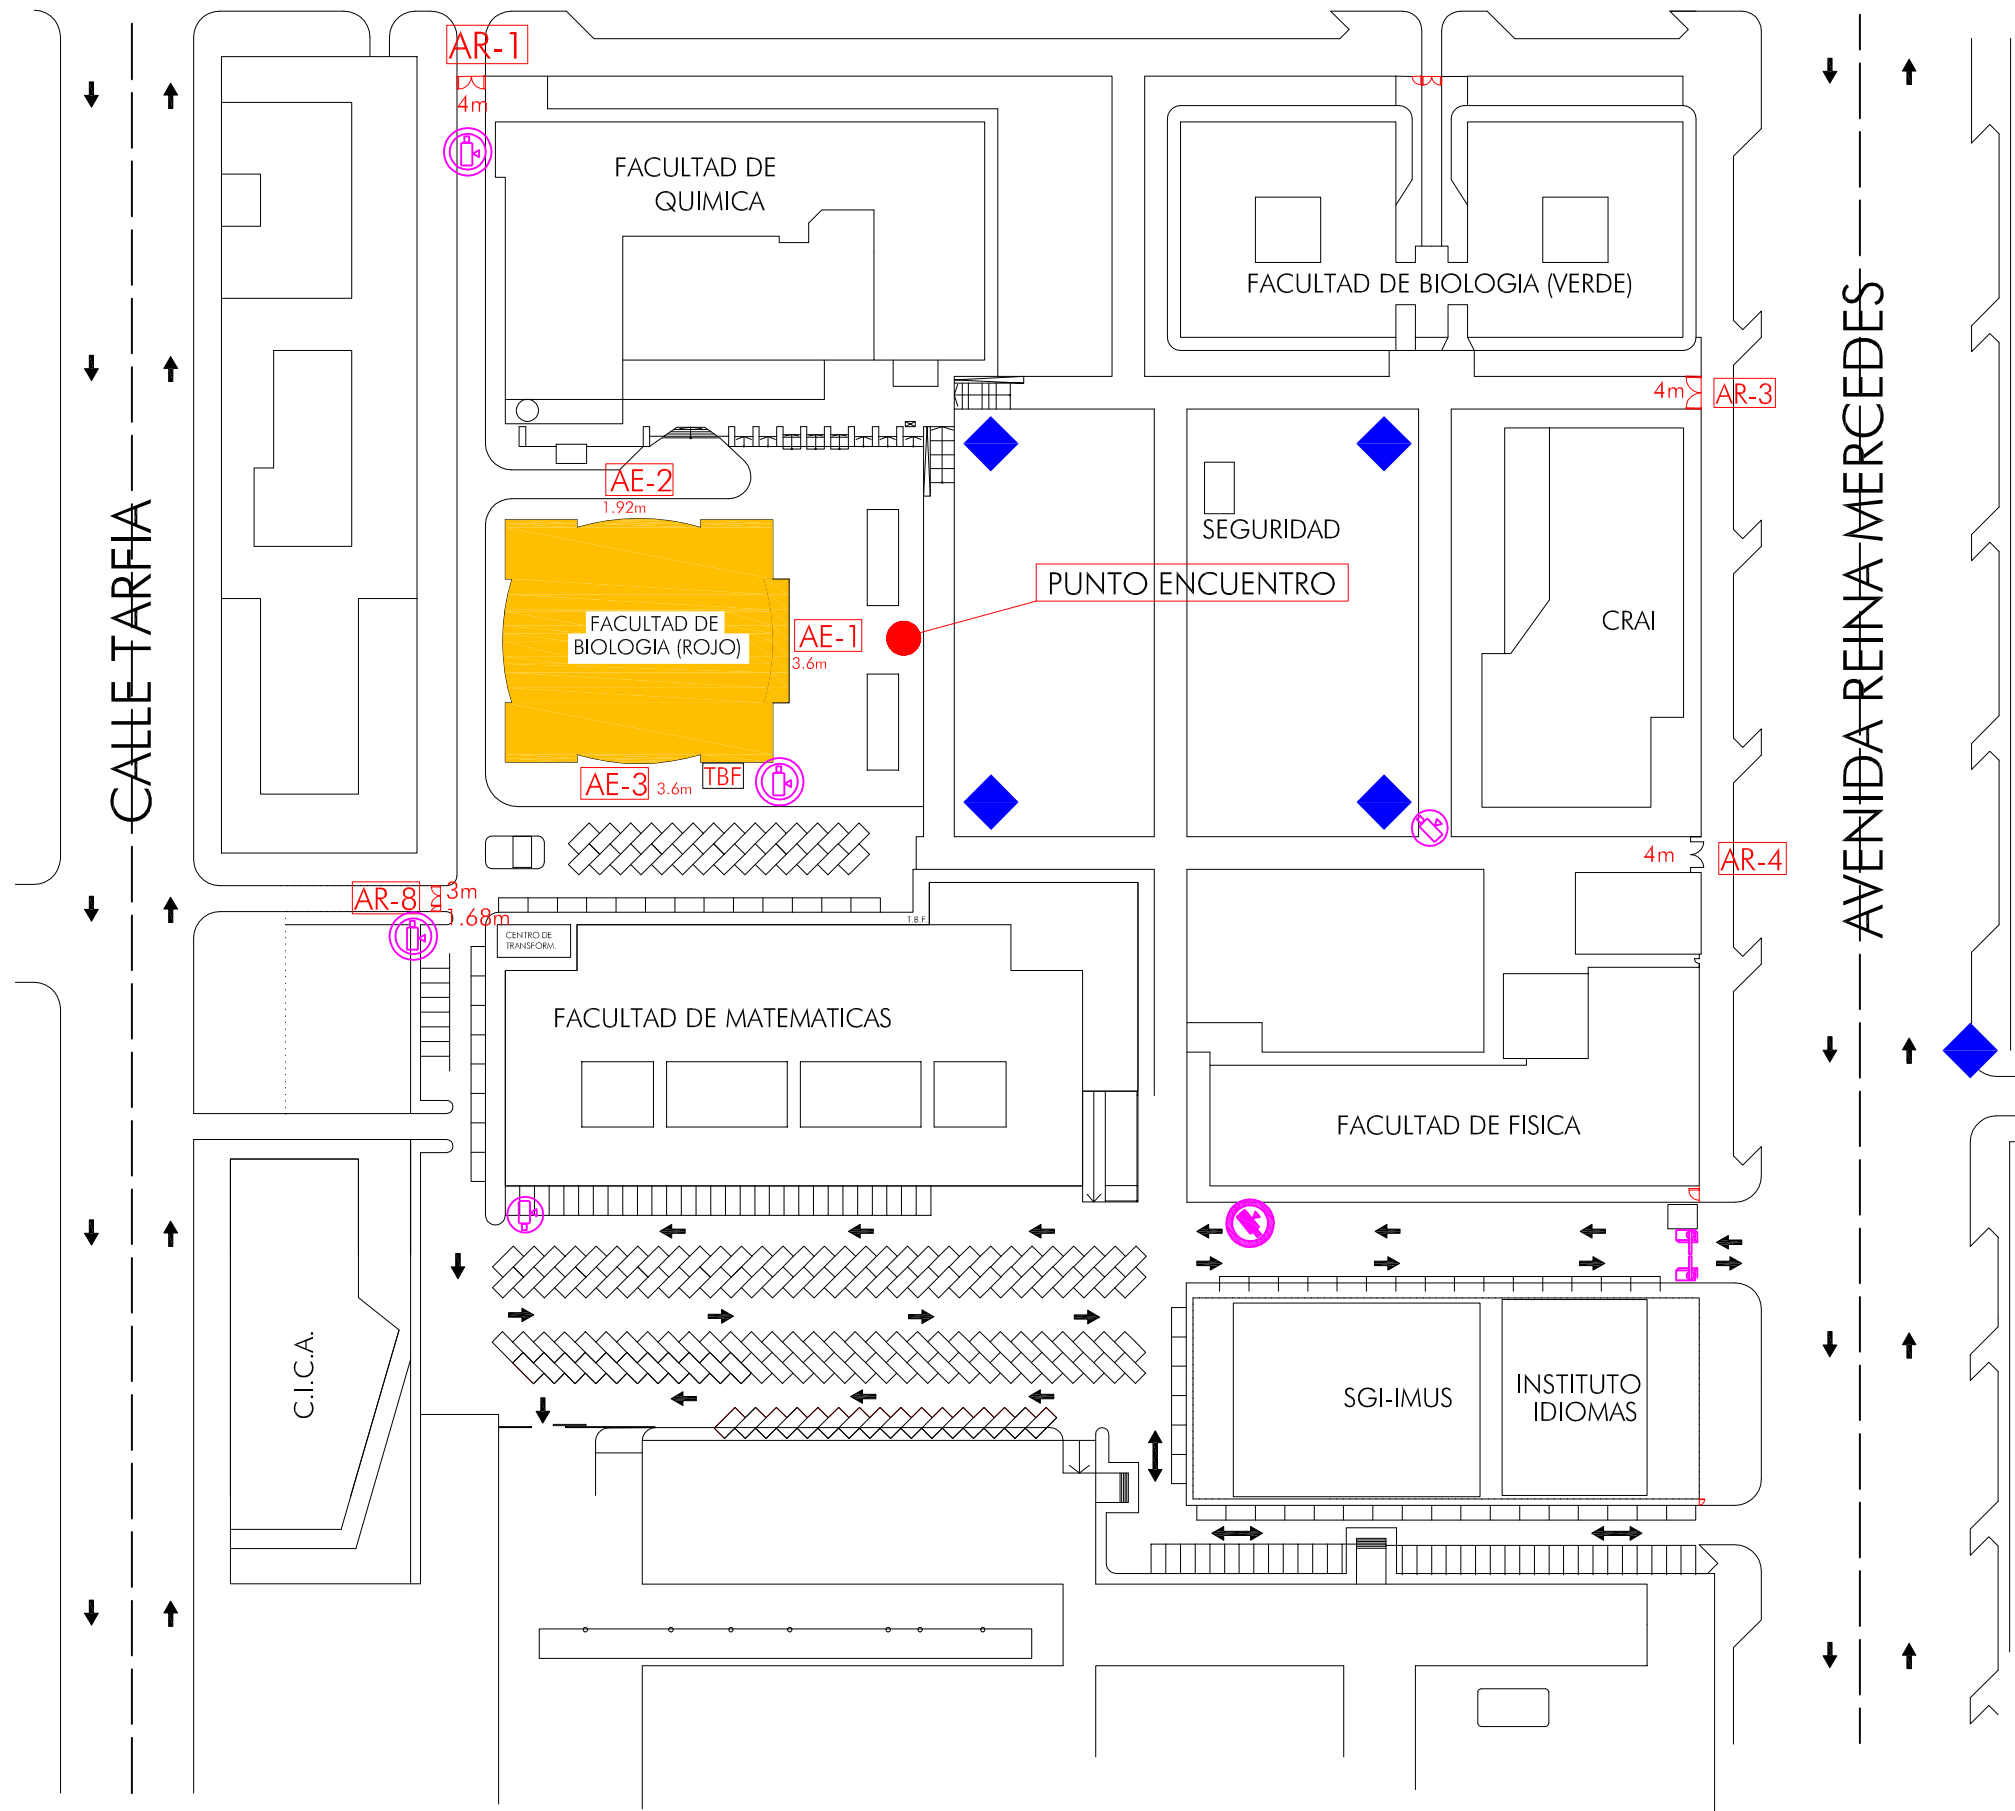 AR-1
4m
FACULTAD DE
QUIMICA
FACULTAD DE BIOLOGIA (VERDE)
4m
AR-3
AE-2
1.92m
SEGURIDAD
PUNTO ENCUENTRO
CRAI
FACULTAD DE
BIOLOGIA (ROJO)
AE-1
3.6m
AE-3
3.6m
TBF
CALLE TARFIA
AVENIDA REINA MERCEDES
4m
AR-4
AR-8
3m
1.68m
T.B.F.
CENTRO DE
TRANSFORM.
FACULTAD DE MATEMATICAS
FACULTAD DE FISICA
C.I.C.A.
SGI-IMUS
INSTITUTO
IDIOMAS